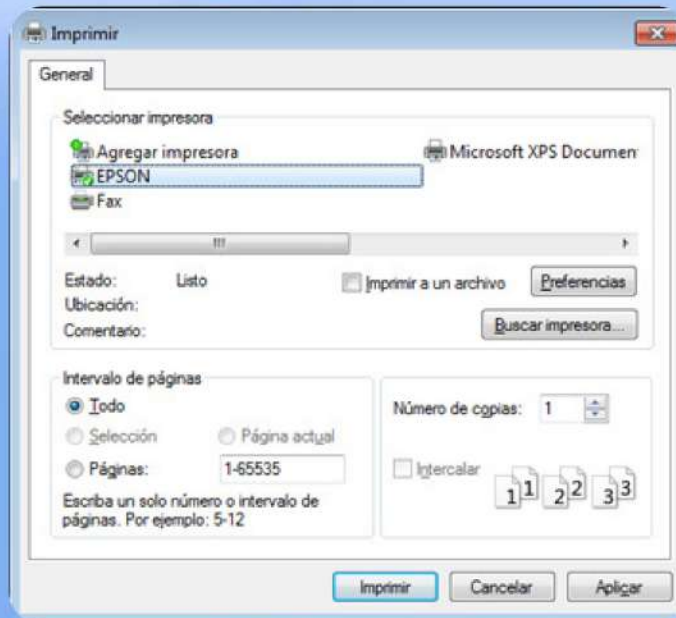 Imprimir
General
Seleccionar impresora
Agregar impresora
Microsoft XPS Documen
EPSON
Fax
Estado: Listo
Imprimir a un archivo
Preferencias
Ubicación:
Comentario:
Buscar impresora...
Intervalo de páginas
Todo
Selección
Página actual
Páginas: 1-65535
Escriba un solo número o intervalo de
páginas. Por ejemplo: 5-12
Número de copias: 1
Intercalar
1 1 2 2 3 3
Imprimir
Cancelar
Aplicar